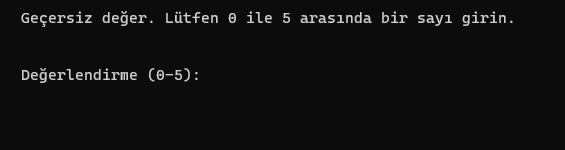 Geçersiz değer. Lütfen 0 ile 5 arasında bir sayı girin.
Değerlendirme (0-5):